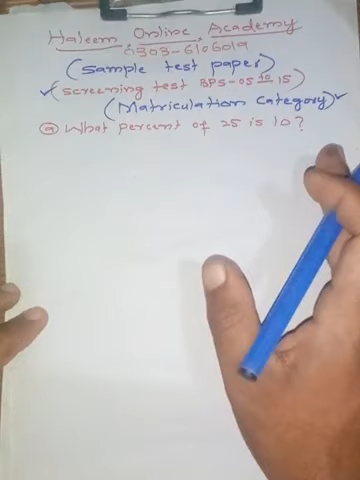 Haleem Online Academy
0303-6106019
(Sample test paper)
(Screening test BPS-05 to 15)
(Matriculation Category)
(a) What percent of 25 is 10?